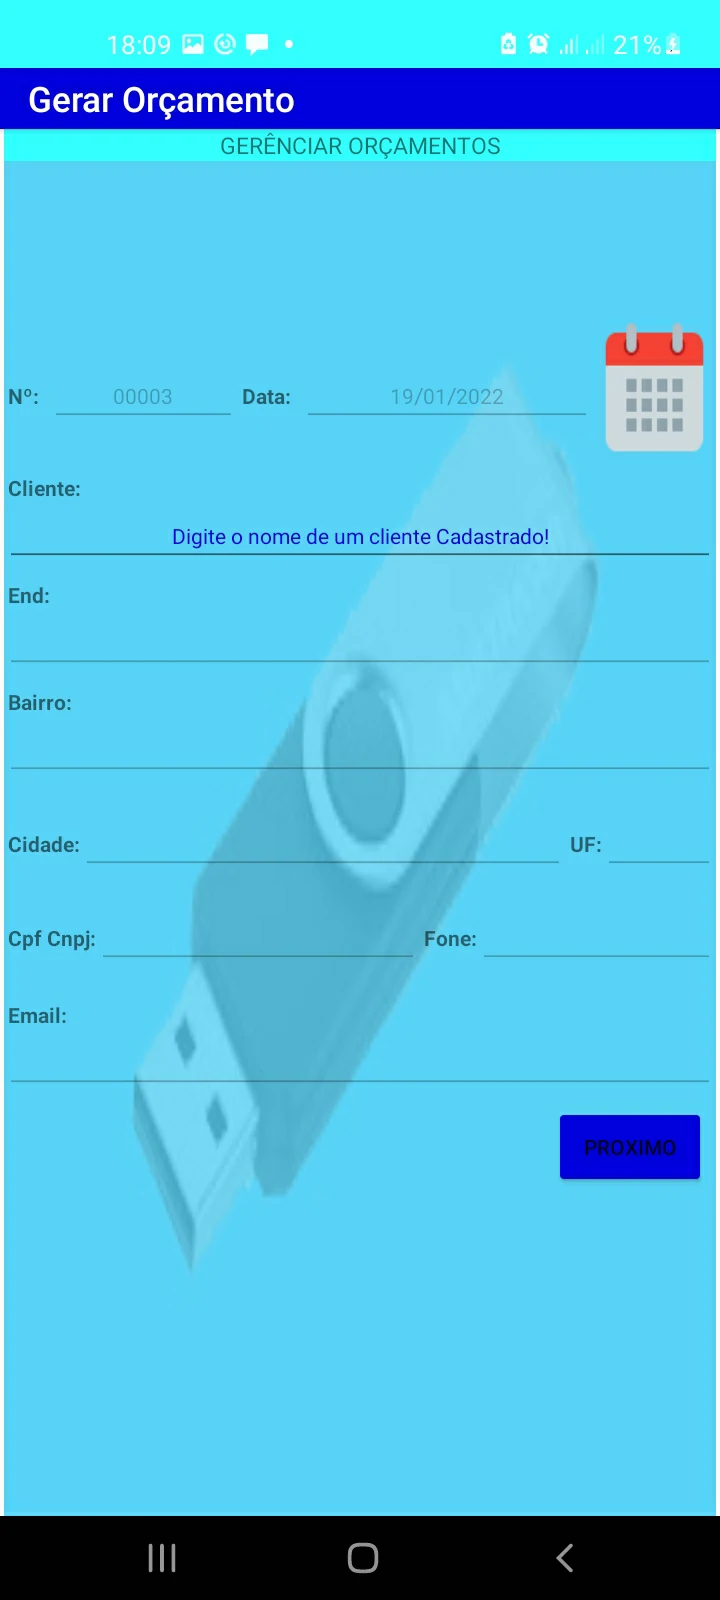 18:09 21%
Gerar Orçamento
GERÊNCIAR ORÇAMENTOS
Nº: 00003 Data: 19/01/2022
Cliente:
Digite o nome de um cliente Cadastrado!
End:
Bairro:
Cidade: UF:
Cpf Cnpj: Fone:
Email:
PROXIMO